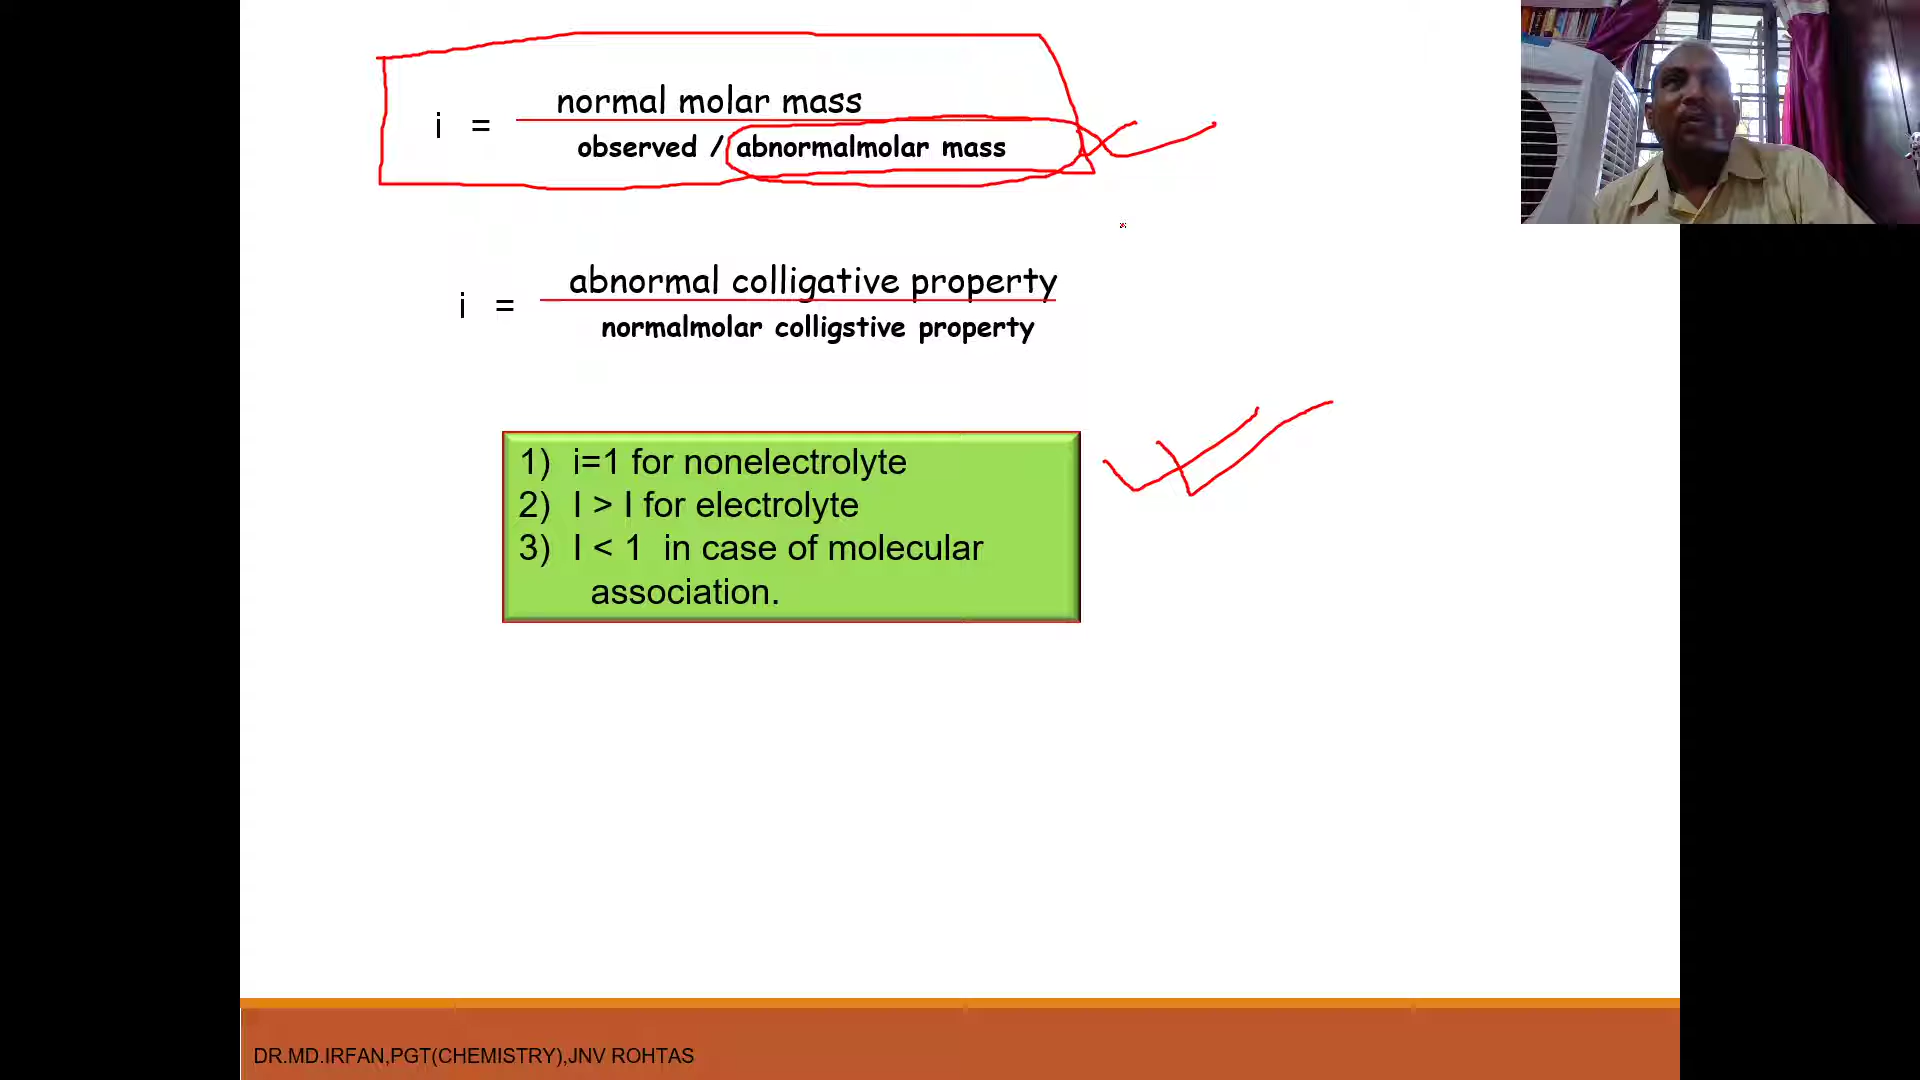 i = normal molar mass
observed / abnormalmolar mass
i = abnormal colligative property
normalmolar colligstive property
1) i=1 for nonelectrolyte
2) I > I for electrolyte
3) I < 1 in case of molecular
association.
DR.MD.IRFAN,PGT(CHEMISTRY),JNV ROHTAS